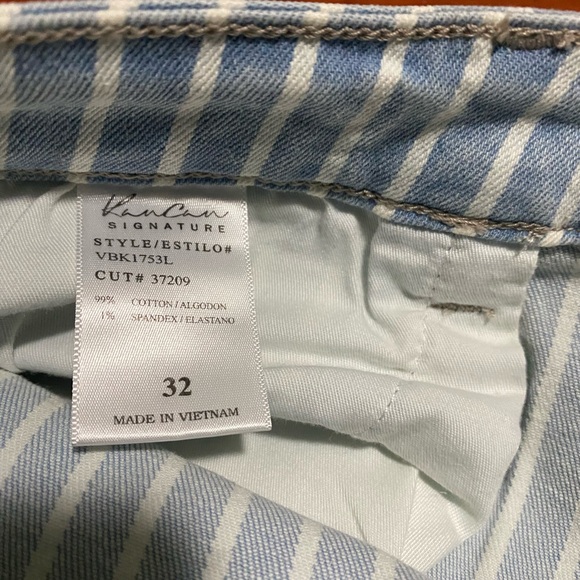 KanCan
SIGNATURE
STYLE/ESTILO#
VBK1753L
CUT# 37209
99% COTTON/ALGODON
1% SPANDEX/ELASTANO
32
MADE IN VIETNAM